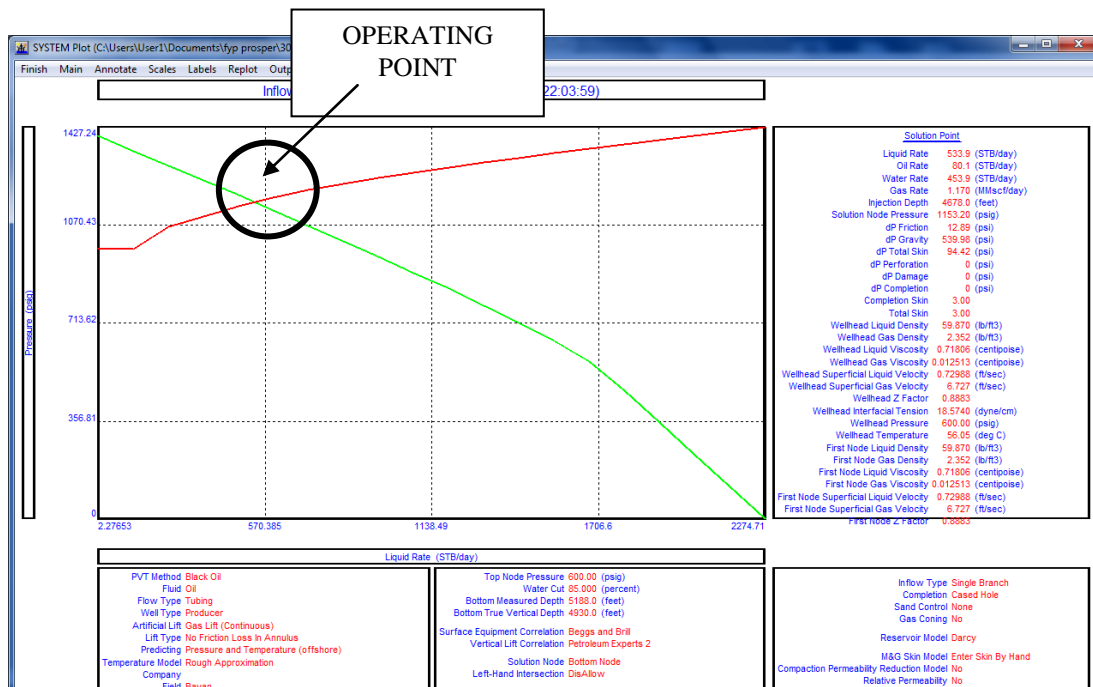 OPERATING
POINT
SYSTEM Plot (C:\Users\User1\Documents\fyp prosper\30
Finish Main Annotate Scales Labels Replot Outp
Inflow
22:03:59)
1427.24
1070.43
713.62
356.81
0
Pressure (psig)
2.27653 570.385 1138.49 1706.6 2274.71
Liquid Rate (STB/day)
Solution Point
Liquid Rate 533.9 (STB/day)
Oil Rate 80.1 (STB/day)
Water Rate 453.9 (STB/day)
Gas Rate 1.170 (MMscf/day)
Injection Depth 4678.0 (feet)
Solution Node Pressure 1153.20 (psig)
dP Friction 12.89 (psi)
dP Gravity 539.98 (psi)
dP Total Skin 94.42 (psi)
dP Perforation 0 (psi)
dP Damage 0 (psi)
dP Completion 0 (psi)
Completion Skin 3.00
Total Skin 3.00
Wellhead Liquid Density 59.870 (lb/ft3)
Wellhead Gas Density 2.352 (lb/ft3)
Wellhead Liquid Viscosity 0.71806 (centipoise)
Wellhead Gas Viscosity 0.012513 (centipoise)
Wellhead Superficial Liquid Velocity 0.72988 (ft/sec)
Wellhead Superficial Gas Velocity 6.727 (ft/sec)
Wellhead Z Factor 0.8883
Wellhead Interfacial Tension 18.5740 (dyne/cm)
Wellhead Pressure 600.00 (psig)
Wellhead Temperature 56.05 (deg C)
First Node Liquid Density 59.870 (lb/ft3)
First Node Gas Density 2.352 (lb/ft3)
First Node Liquid Viscosity 0.71806 (centipoise)
First Node Gas Viscosity 0.012513 (centipoise)
First Node Superficial Liquid Velocity 0.72988 (ft/sec)
First Node Superficial Gas Velocity 6.727 (ft/sec)
First Node Z Factor 0.8883
PVT Method Black Oil
Fluid Oil
Flow Type Tubing
Well Type Producer
Artificial Lift Gas Lift (Continuous)
Lift Type No Friction Loss In Annulus
Predicting Pressure and Temperature (offshore)
Temperature Model Rough Approximation
Company
Field Bayan
Top Node Pressure 600.00 (psig)
Water Cut 85.000 (percent)
Bottom Measured Depth 5188.0 (feet)
Bottom True Vertical Depth 4930.0 (feet)
Surface Equipment Correlation Beggs and Brill
Vertical Lift Correlation Petroleum Experts 2
Solution Node Bottom Node
Left-Hand Intersection DisAllow
Inflow Type Single Branch
Completion Cased Hole
Sand Control None
Gas Coning No
Reservoir Model Darcy
M&G Skin Model Enter Skin By Hand
Compaction Permeability Reduction Model No
Relative Permeability No